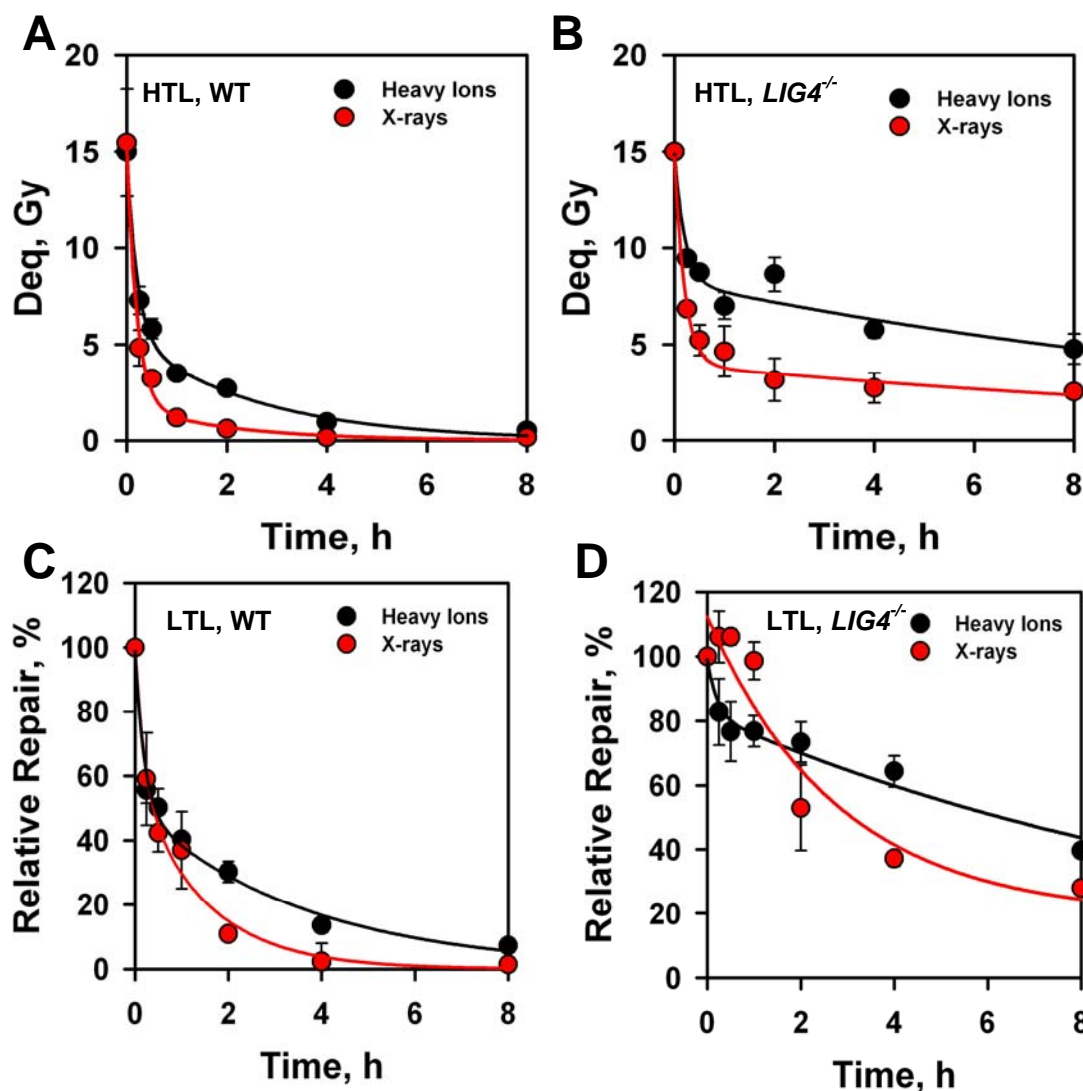 A
HTL, WT
Heavy Ions
X-rays
20
15
10
5
0
Deq, Gy
0 2 4 6 8
Time, h
B
HTL, LIG4-/-
Heavy Ions
X-rays
20
15
10
5
0
Deq, Gy
0 2 4 6 8
Time, h
C
LTL, WT
Heavy Ions
X-rays
120
100
80
60
40
20
0
Relative Repair, %
0 2 4 6 8
Time, h
D
LTL, LIG4-/-
Heavy Ions
X-rays
120
100
80
60
40
20
0
Relative Repair, %
0 2 4 6 8
Time, h